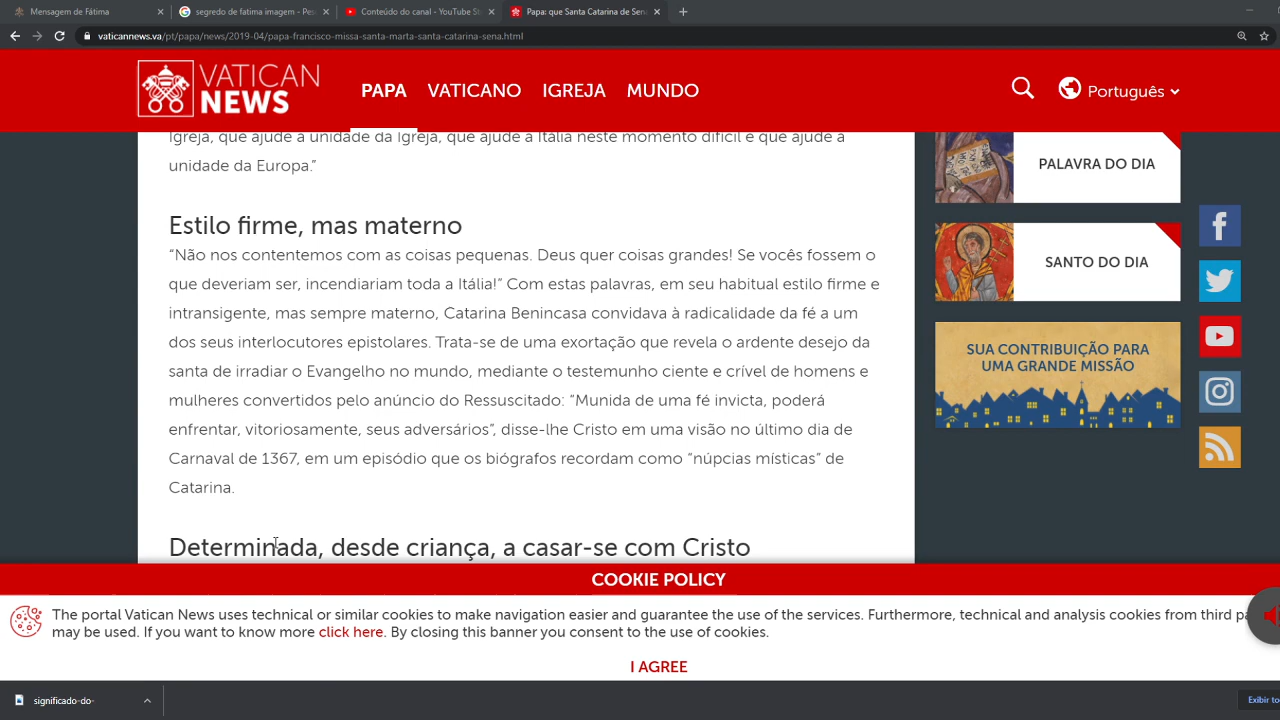 Mensagem de Fátima
segredo de fatima imagem - Pes
Conteúdo do canal - YouTube St
Papa: que Santa Catarina de Sen
vaticannews.va/pt/papa/news/2019-04/papa-francisco-missa-santa-marta-santa-catarina-sena.html
VATICAN
NEWS
PAPA
VATICANO
IGREJA
MUNDO
Português
Igreja, que ajude a unidade da Igreja, que ajude a Itália neste momento difícil e que ajude a
unidade da Europa.”
Estilo firme, mas materno
“Não nos contentemos com as coisas pequenas. Deus quer coisas grandes! Se vocês fossem o
que deveriam ser, incendiariam toda a Itália!” Com estas palavras, em seu habitual estilo firme e
intransigente, mas sempre materno, Catarina Benincasa convidava à radicalidade da fé a um
dos seus interlocutores epistolares. Trata-se de uma exortação que revela o ardente desejo da
santa de irradiar o Evangelho no mundo, mediante o testemunho ciente e crível de homens e
mulheres convertidos pelo anúncio do Ressuscitado: “Munida de uma fé invicta, poderá
enfrentar, vitoriosamente, seus adversários”, disse-lhe Cristo em uma visão no último dia de
Carnaval de 1367, em um episódio que os biógrafos recordam como “núpcias místicas” de
Catarina.
Determinada, desde criança, a casar-se com Cristo
PALAVRA DO DIA
SANTO DO DIA
SUA CONTRIBUIÇÃO PARA
UMA GRANDE MISSÃO
COOKIE POLICY
The portal Vatican News uses technical or similar cookies to make navigation easier and guarantee the use of the services. Furthermore, technical and analysis cookies from third pa
may be used. If you want to know more click here. By closing this banner you consent to the use of cookies.
I AGREE
significado-do-
Exibir to